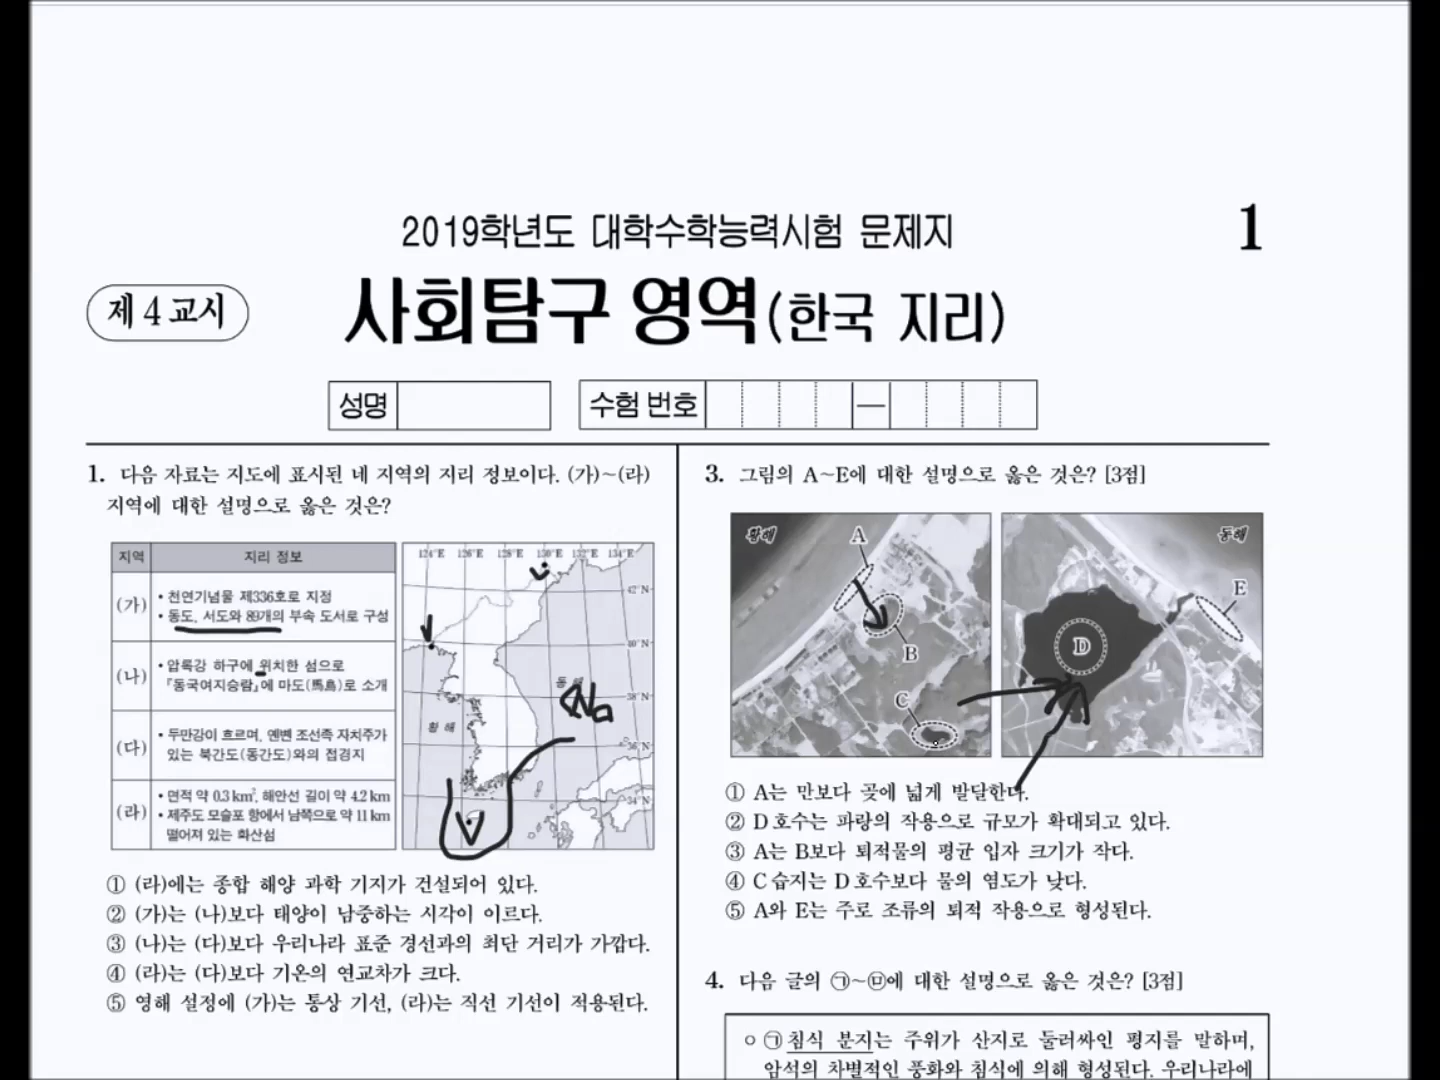 2019학년도 대학수학능력시험 문제지
1
제 4 교시
사회탐구 영역(한국 지리)
성명
수험 번호
—
1. 다음 자료는 지도에 표시된 네 지역의 지리 정보이다. (가)~(라)
지역에 대한 설명으로 옳은 것은?
지역 지리 정보
(가)
• 천연기념물 제336호로 지정
• 동도, 서도와 89개의 부속 도서로 구성
(나)
• 압록강 하구에 위치한 섬으로
『동국여지승람』에 마도(馬島)로 소개
(다)
• 두만강이 흐르며, 옌볜 조선족 자치주가
있는 북간도(동간도)와의 접경지
(라)
• 면적 약 0.3 km², 해안선 길이 약 4.2 km
• 제주도 모슬포 항에서 남쪽으로 약 11 km
떨어져 있는 화산섬
124°E 126°E 128°E 130°E 132°E 134°E
42°N
40°N
38°N
36°N
34°N
동해
황해
① (라)에는 종합 해양 과학 기지가 건설되어 있다.
② (가)는 (나)보다 태양이 남중하는 시각이 이르다.
③ (나)는 (다)보다 우리나라 표준 경선과의 최단 거리가 가깝다.
④ (라)는 (다)보다 기온의 연교차가 크다.
⑤ 영해 설정에 (가)는 통상 기선, (라)는 직선 기선이 적용된다.
3. 그림의 A~E에 대한 설명으로 옳은 것은? [3점]
황해
A
B
C
동해
E
D
① A는 만보다 곶에 넓게 발달한다.
② D 호수는 파랑의 작용으로 규모가 확대되고 있다.
③ A는 B보다 퇴적물의 평균 입자 크기가 작다.
④ C 습지는 D 호수보다 물의 염도가 낮다.
⑤ A와 E는 주로 조류의 퇴적 작용으로 형성된다.
4. 다음 글의 ㉠~㉤에 대한 설명으로 옳은 것은? [3점]
○ ㉠ 침식 분지는 주위가 산지로 둘러싸인 평지를 말하며,
암석의 차별적인 풍화와 침식에 의해 형성된다. 우리나라에